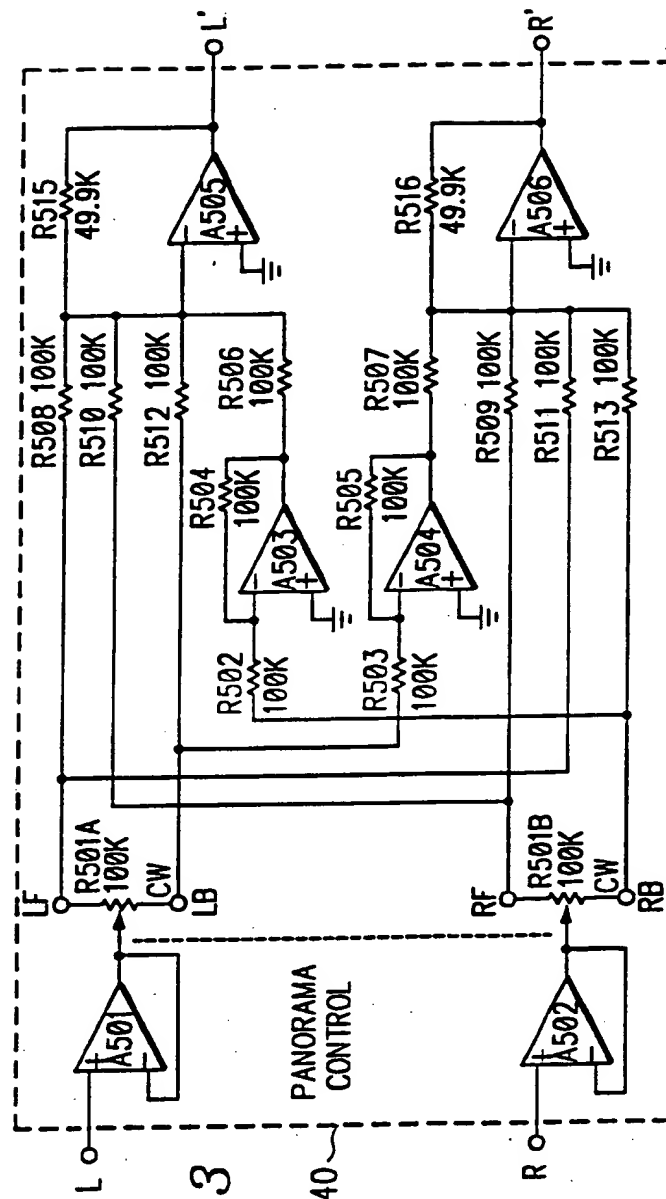 L
R
3
40
A501
+
−
A502
+
−
PANORAMA
CONTROL
LF
R501A
100K
CW
LB
RF
R501B
100K
CW
RB
R508 100K
R510 100K
R512 100K
R502
100K
R503
100K
R504
100K
A503
−
+
R506
100K
R505
100K
A504
−
+
R507
100K
R509 100K
R511 100K
R513 100K
R515
49.9K
A505
−
+
L'
R516
49.9K
A506
−
+
R'